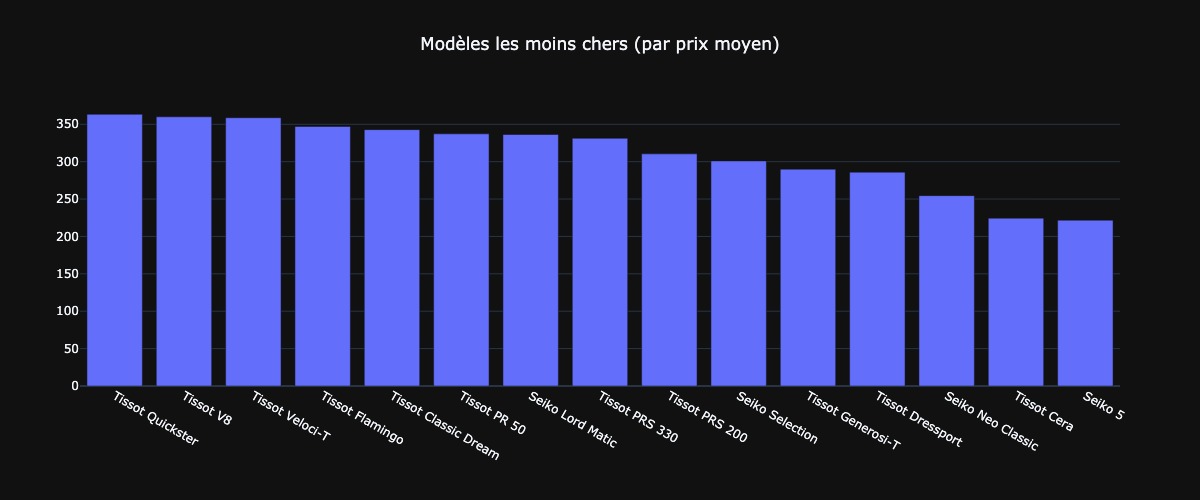 Modèles les moins chers (par prix moyen)
350
300
250
200
150
100
50
0
Tissot Quickster
Tissot V8
Tissot Veloci-T
Tissot Flamingo
Tissot Classic Dream
Tissot PR 50
Seiko Lord Matic
Tissot PRS 330
Tissot PRS 200
Seiko Selection
Tissot Generosi-T
Tissot Dressport
Seiko Neo Classic
Tissot Cera
Seiko 5